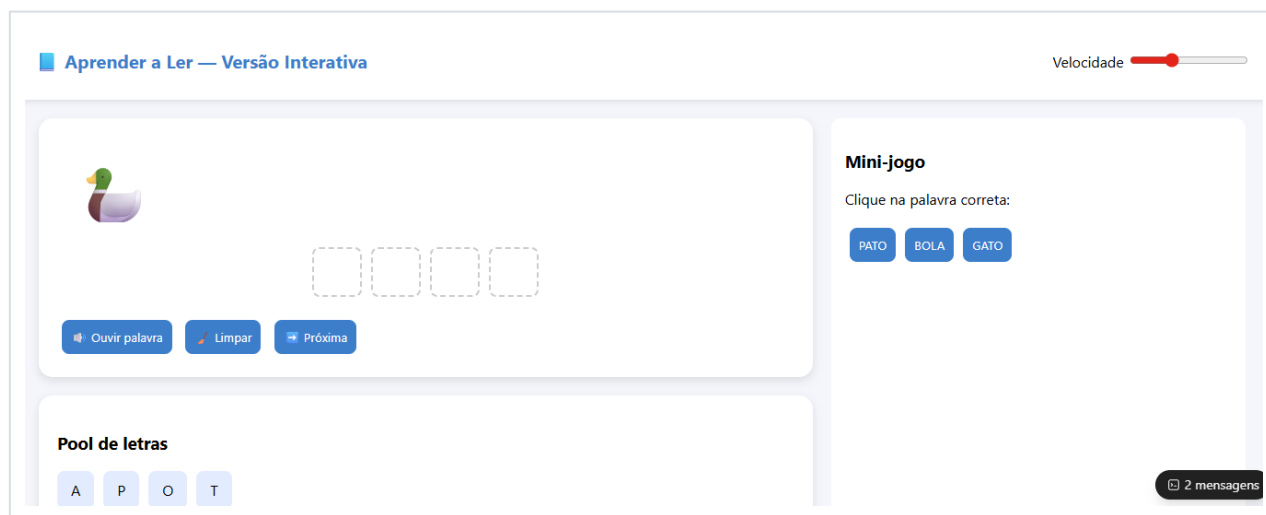 Aprender a Ler — Versão Interativa
Velocidade
Ouvir palavra
Limpar
Próxima
Pool de letras
A P O T
Mini-jogo
Clique na palavra correta:
PATO BOLA GATO
2 mensagens